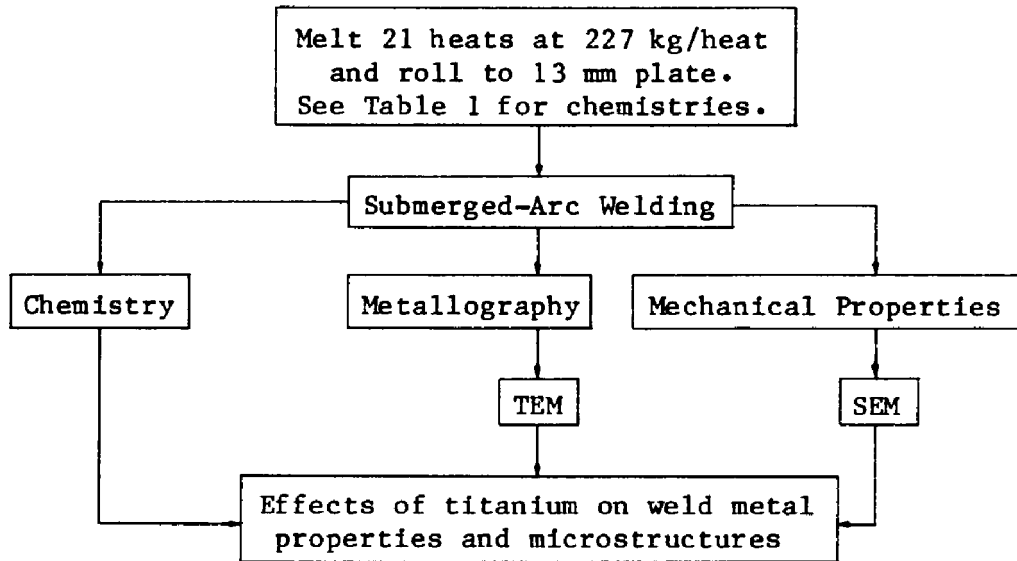 Melt 21 heats at 227 kg/heat
and roll to 13 mm plate.
See Table 1 for chemistries.
Submerged-Arc Welding
Chemistry
Metallography
Mechanical Properties
TEM
SEM
Effects of titanium on weld metal
properties and microstructures